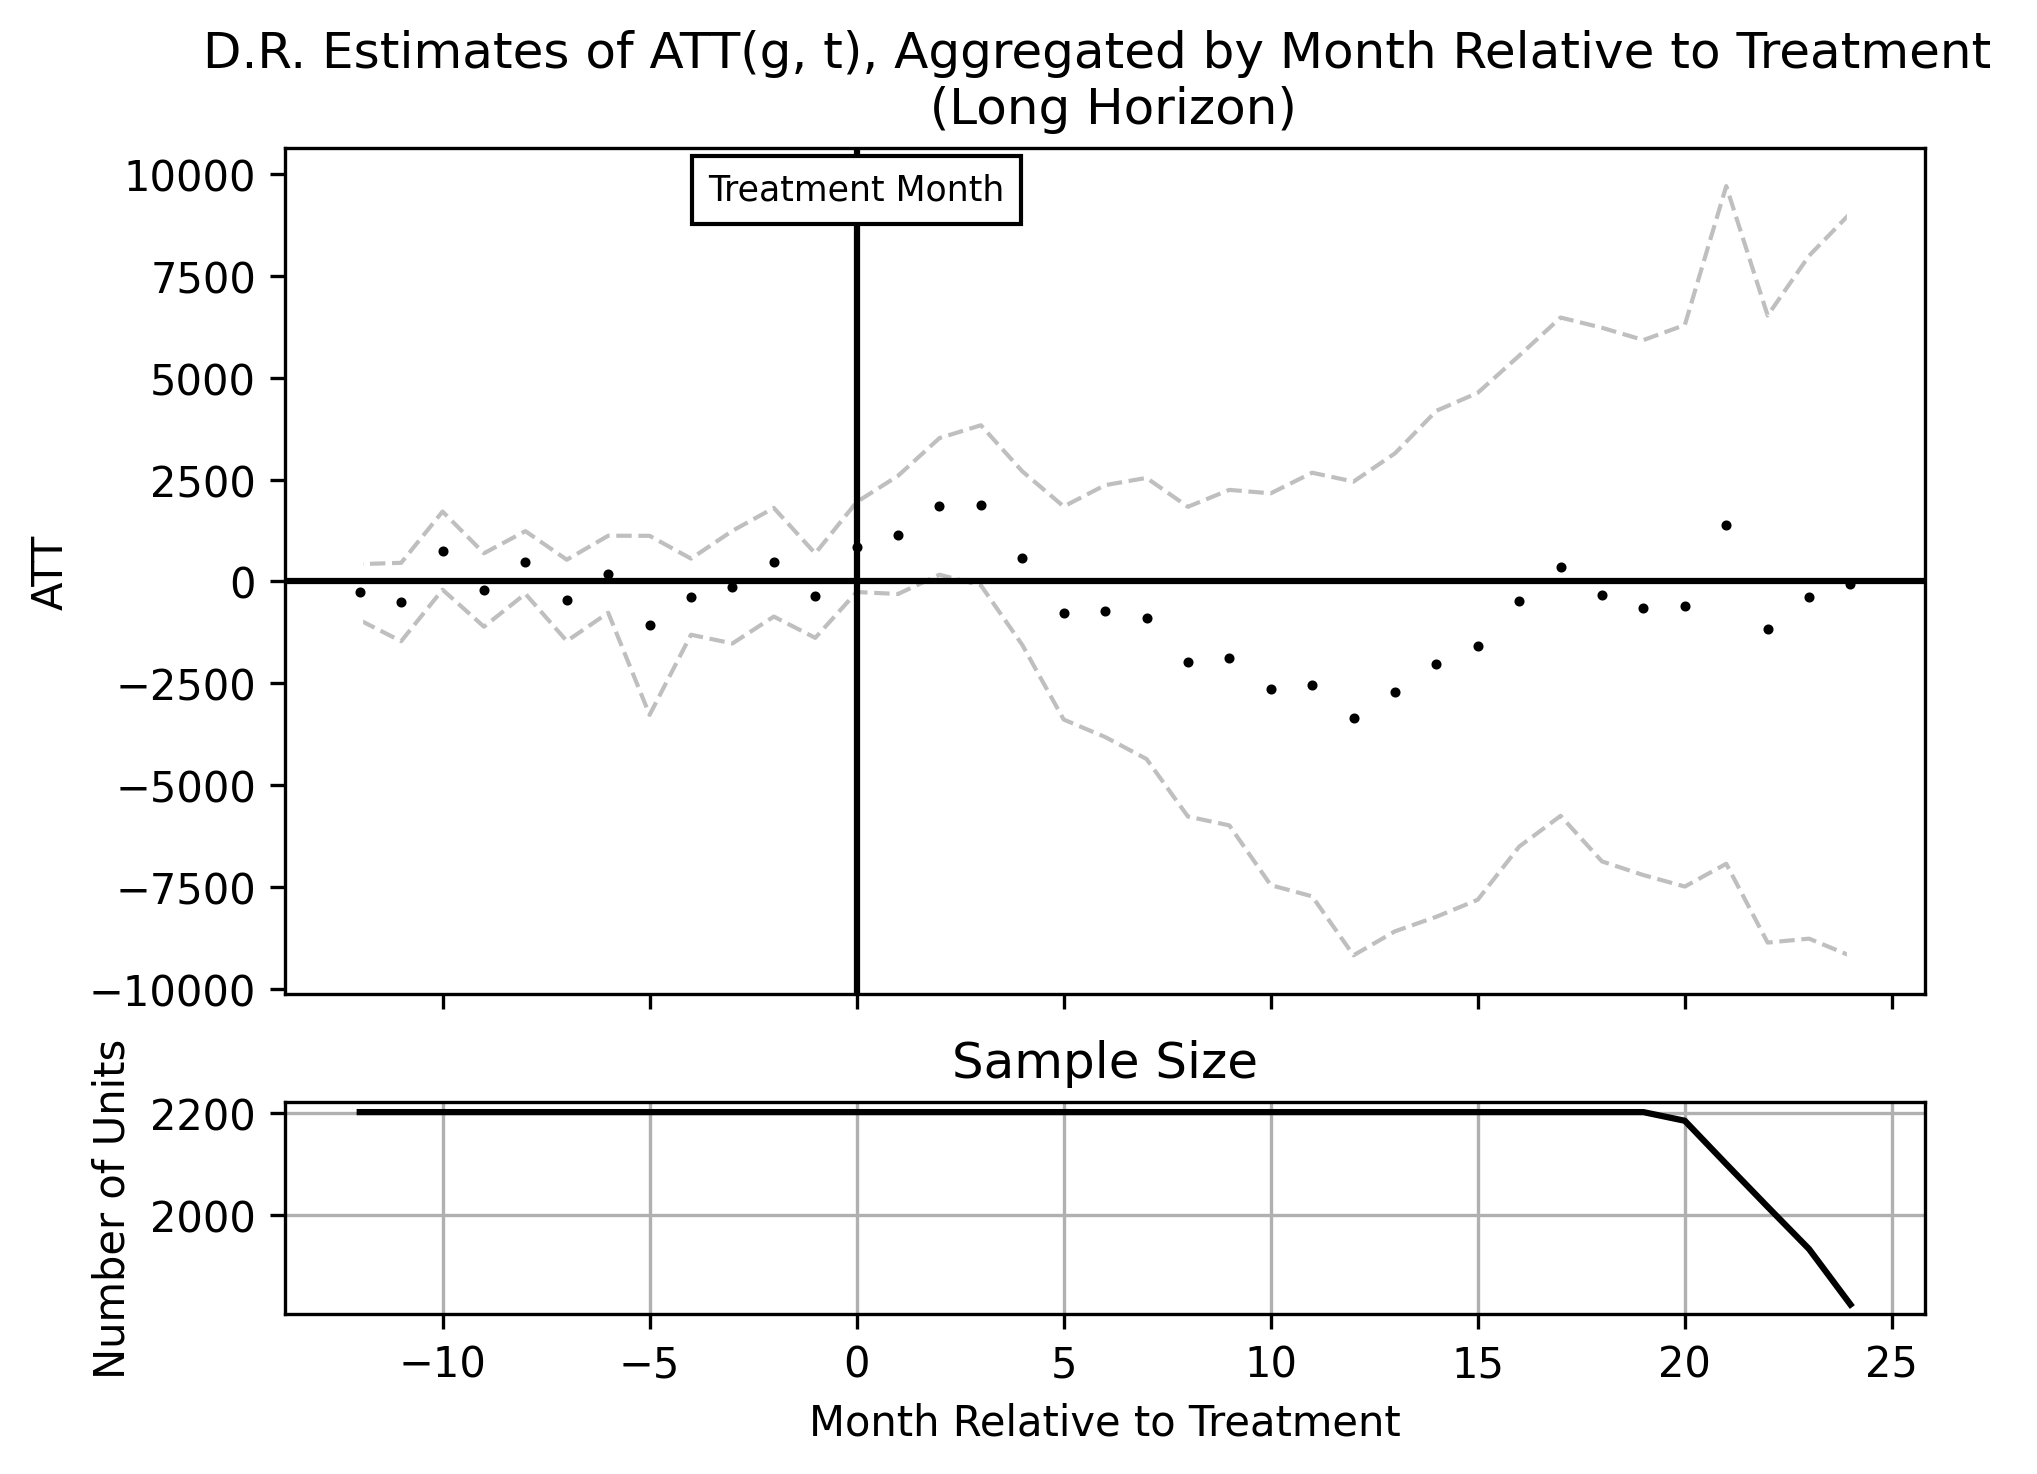 D.R. Estimates of ATT(g, t), Aggregated by Month Relative to Treatment
(Long Horizon)
Treatment Month
10000
7500
5000
2500
0
−2500
−5000
−7500
−10000
ATT
Sample Size
2200
2000
Number of Units
−10 −5 0 5 10 15 20 25
Month Relative to Treatment